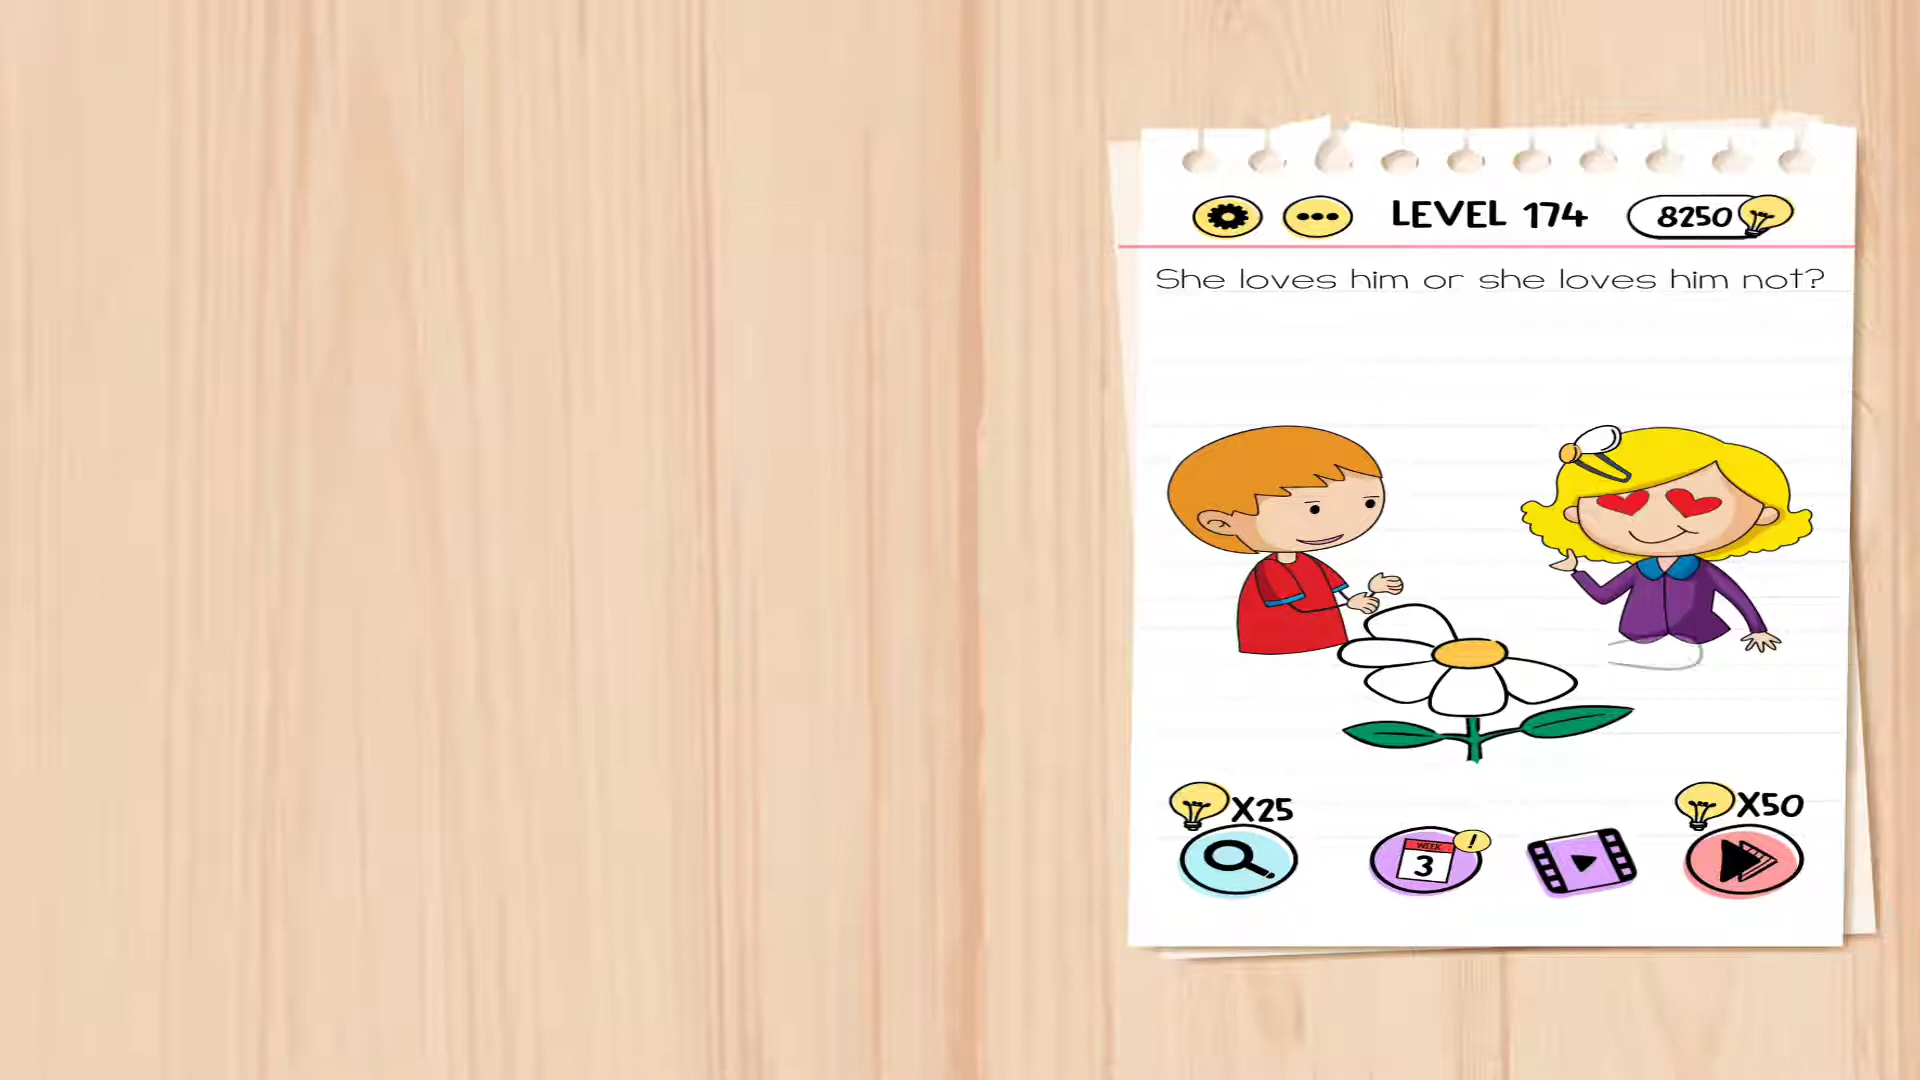 LEVEL 174
8250
She loves him or she loves him not?
X25
X50
WEEK
3
!